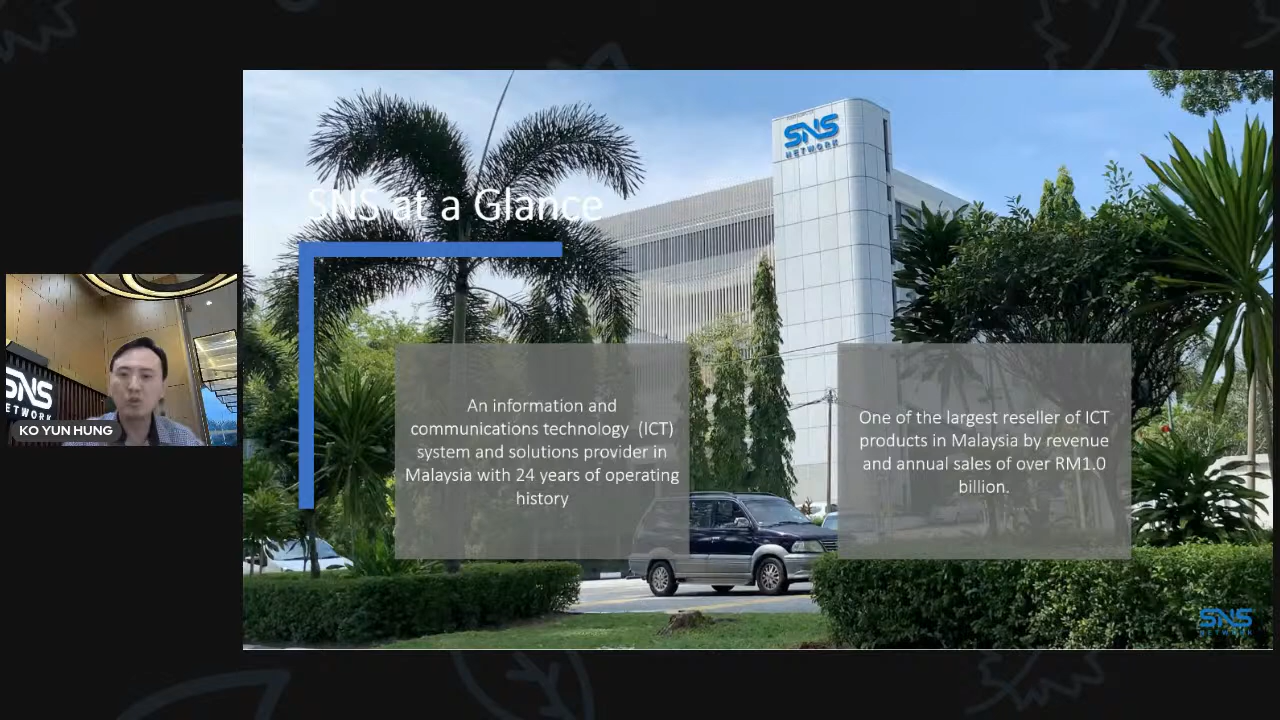 SNS
NETWORK
SNS at a Glance
An information and
communications technology (ICT)
system and solutions provider in
Malaysia with 24 years of operating
history
One of the largest reseller of ICT
products in Malaysia by revenue
and annual sales of over RM1.0
billion.
SNS
NETWORK
KO YUN HUNG
SNS
NETWORK